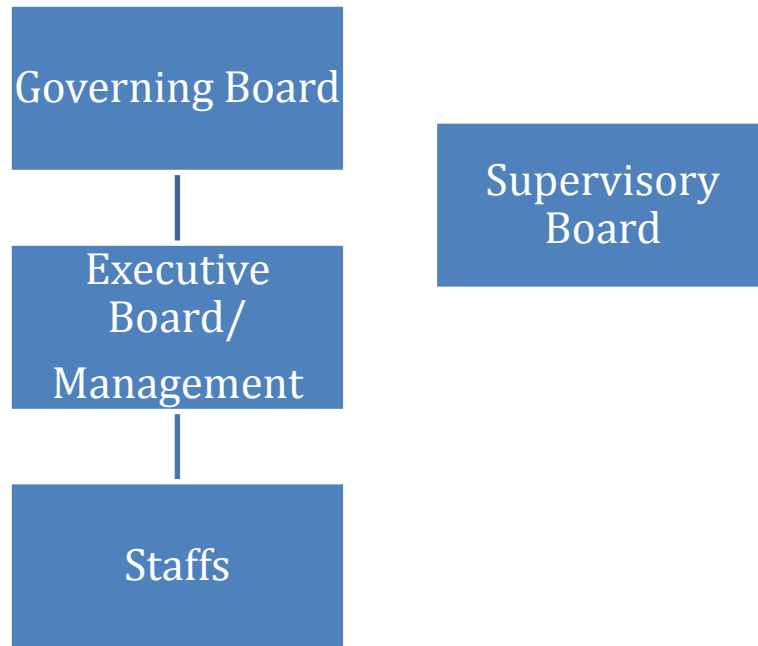 Governing Board
Supervisory
Board
Executive
Board/
Management
Staffs